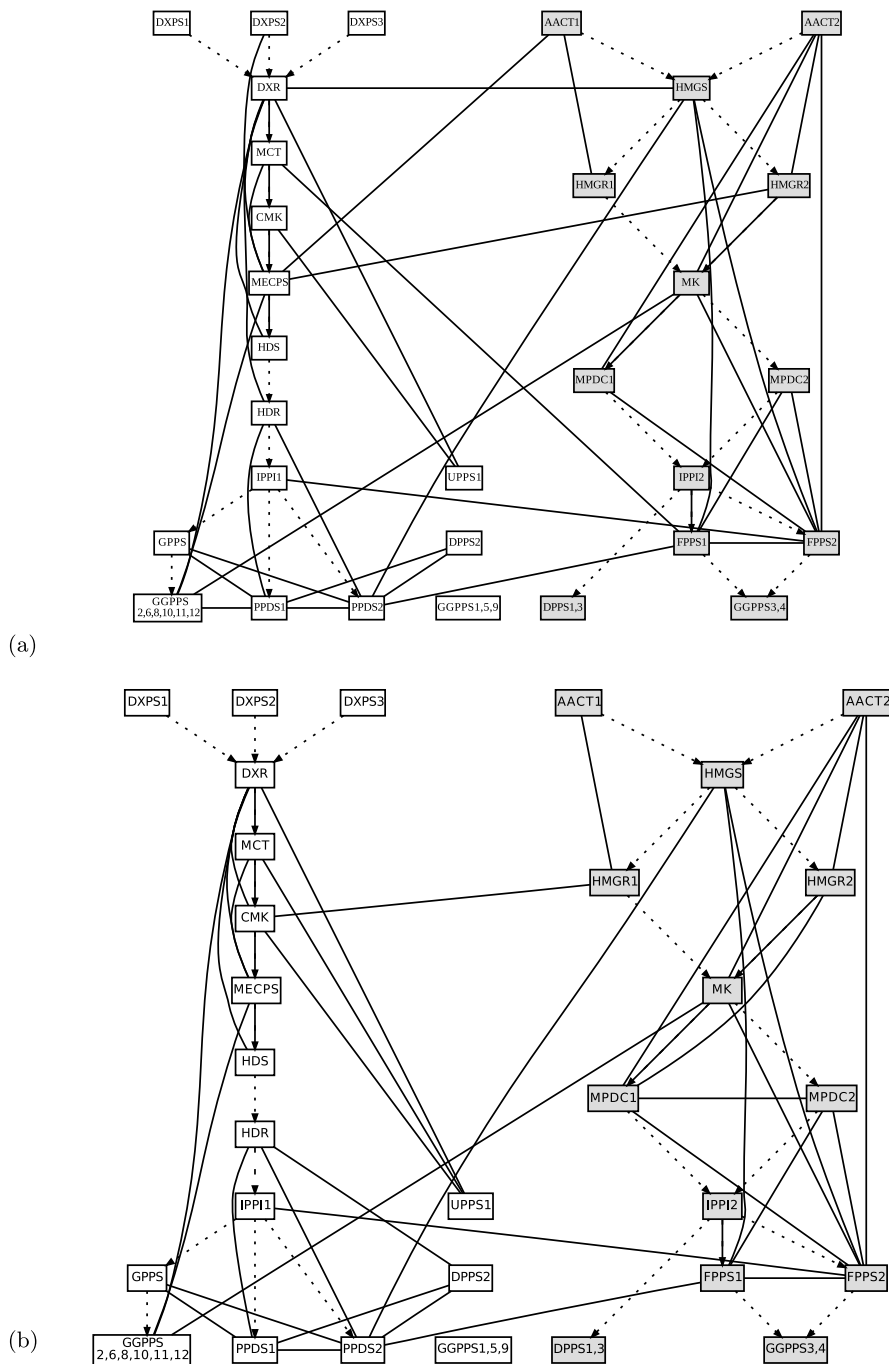 DXPS1 DXPS2 DXPS3 AACT1 AACT2
DXR HMGS
MCT
HMGR1 HMGR2
CMK
MECPS MK
HDS
MPDC1 MPDC2
HDR
IPPI1 UPPS1 IPPI2
GPPS DPPS2 FPPS1 FPPS2
GGPPS
2,6,8,10,11,12 PPDS1 PPDS2 GGPPS1,5,9 DPPS1,3 GGPPS3,4
(a)
DXPS1 DXPS2 DXPS3 AACT1 AACT2
DXR HMGS
MCT
HMGR1 HMGR2
CMK
MECPS MK
HDS
MPDC1 MPDC2
HDR
IPPI1 UPPS1 IPPI2
GPPS DPPS2 FPPS1 FPPS2
GGPPS
2,6,8,10,11,12 PPDS1 PPDS2 GGPPS1,5,9 DPPS1,3 GGPPS3,4
(b)